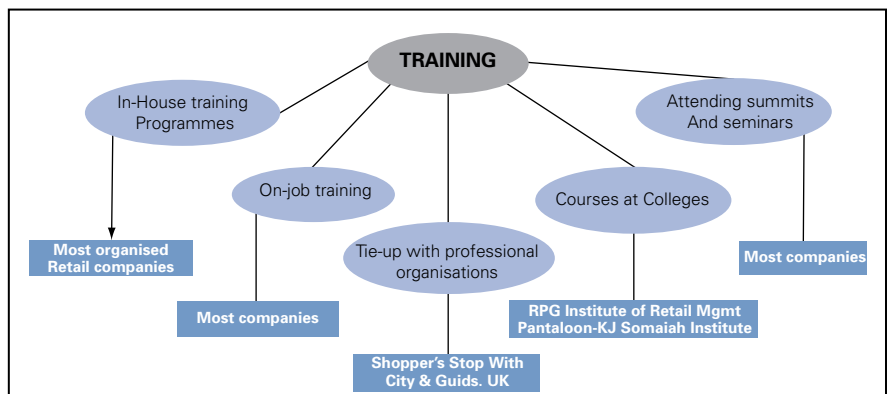 TRAINING
In-House training
Programmes
Attending summits
And seminars
On-job training
Courses at Colleges
Tie-up with professional
organisations
Most organised
Retail companies
Most companies
Most companies
RPG Institute of Retail Mgmt
Pantaloon-KJ Somaiah Institute
Shopper's Stop With
City & Guids. UK